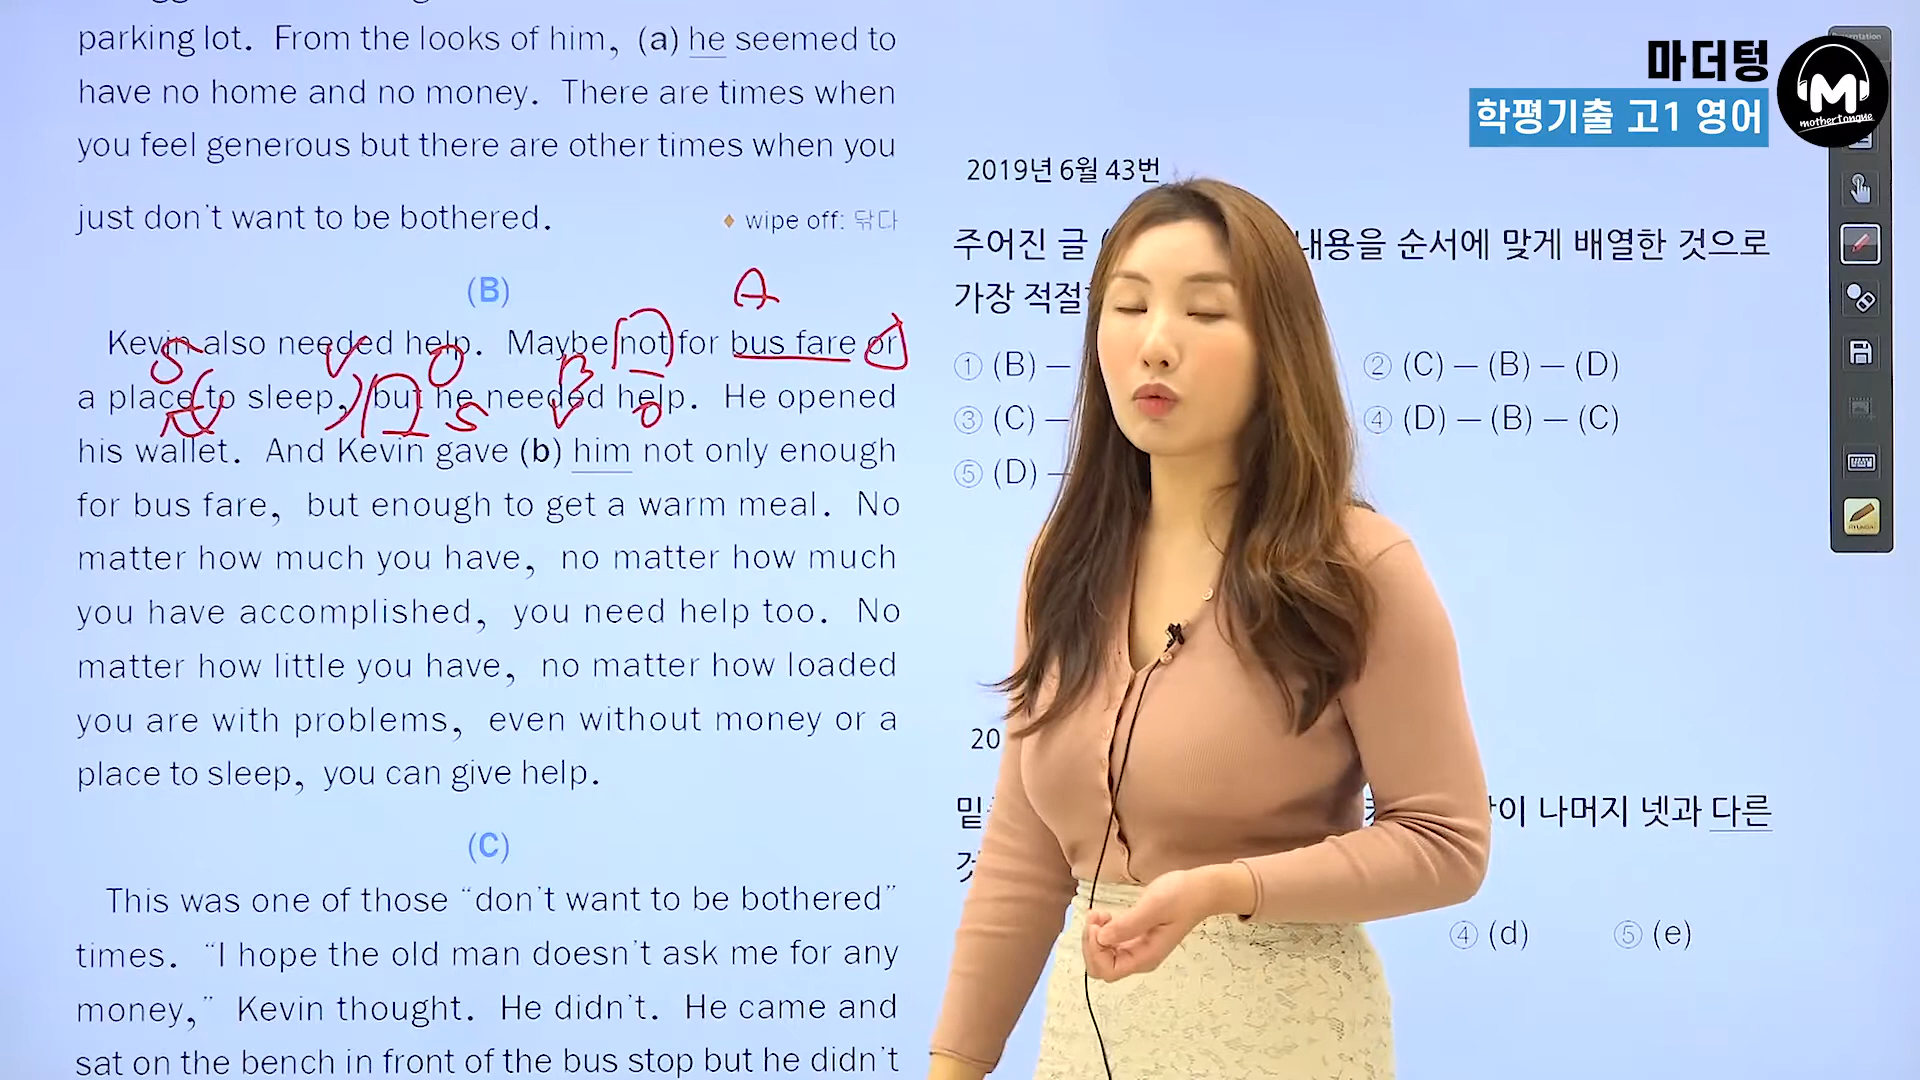 parking lot. From the looks of him, (a) he seemed to
have no home and no money. There are times when
you feel generous but there are other times when you
just don't want to be bothered.
♦ wipe off: 닦다
(B)
A
Kevin also needed help. Maybe not for bus fare or
S V O B
a place to sleep, but he needed help. He opened
S V O
his wallet. And Kevin gave (b) him not only enough
for bus fare, but enough to get a warm meal. No
matter how much you have, no matter how much
you have accomplished, you need help too. No
matter how little you have, no matter how loaded
you are with problems, even without money or a
place to sleep, you can give help.
(C)
This was one of those "don't want to be bothered"
times. "I hope the old man doesn't ask me for any
money," Kevin thought. He didn't. He came and
sat on the bench in front of the bus stop but he didn't
마더텅
학평기출 고1 영어
M
mothertongue
2019년 6월 43번
주어진 글 내용을 순서에 맞게 배열한 것으로
가장
① (B) —
② (C) — (B) — (D)
③ (C) —
④ (D) — (B) — (C)
⑤ (D) —
20
나머지 넷과 다른
④ (d) ⑤ (e)